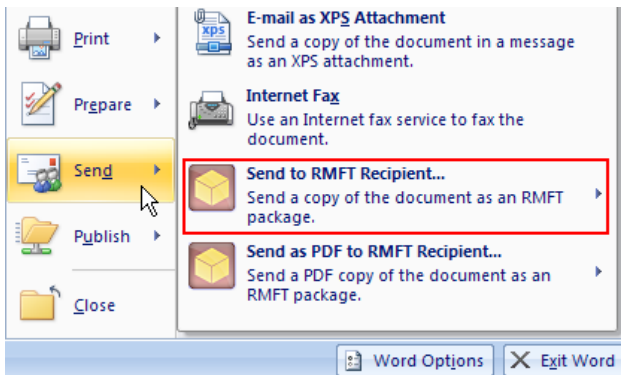 Print
Prepare
Send
Publish
Close
XPS
E-mail as XPS Attachment
Send a copy of the document in a message
as an XPS attachment.
Internet Fax
Use an Internet fax service to fax the
document.
Send to RMFT Recipient...
Send a copy of the document as an RMFT
package.
Send as PDF to RMFT Recipient...
Send a PDF copy of the document as an
RMFT package.
Word Options
Exit Word